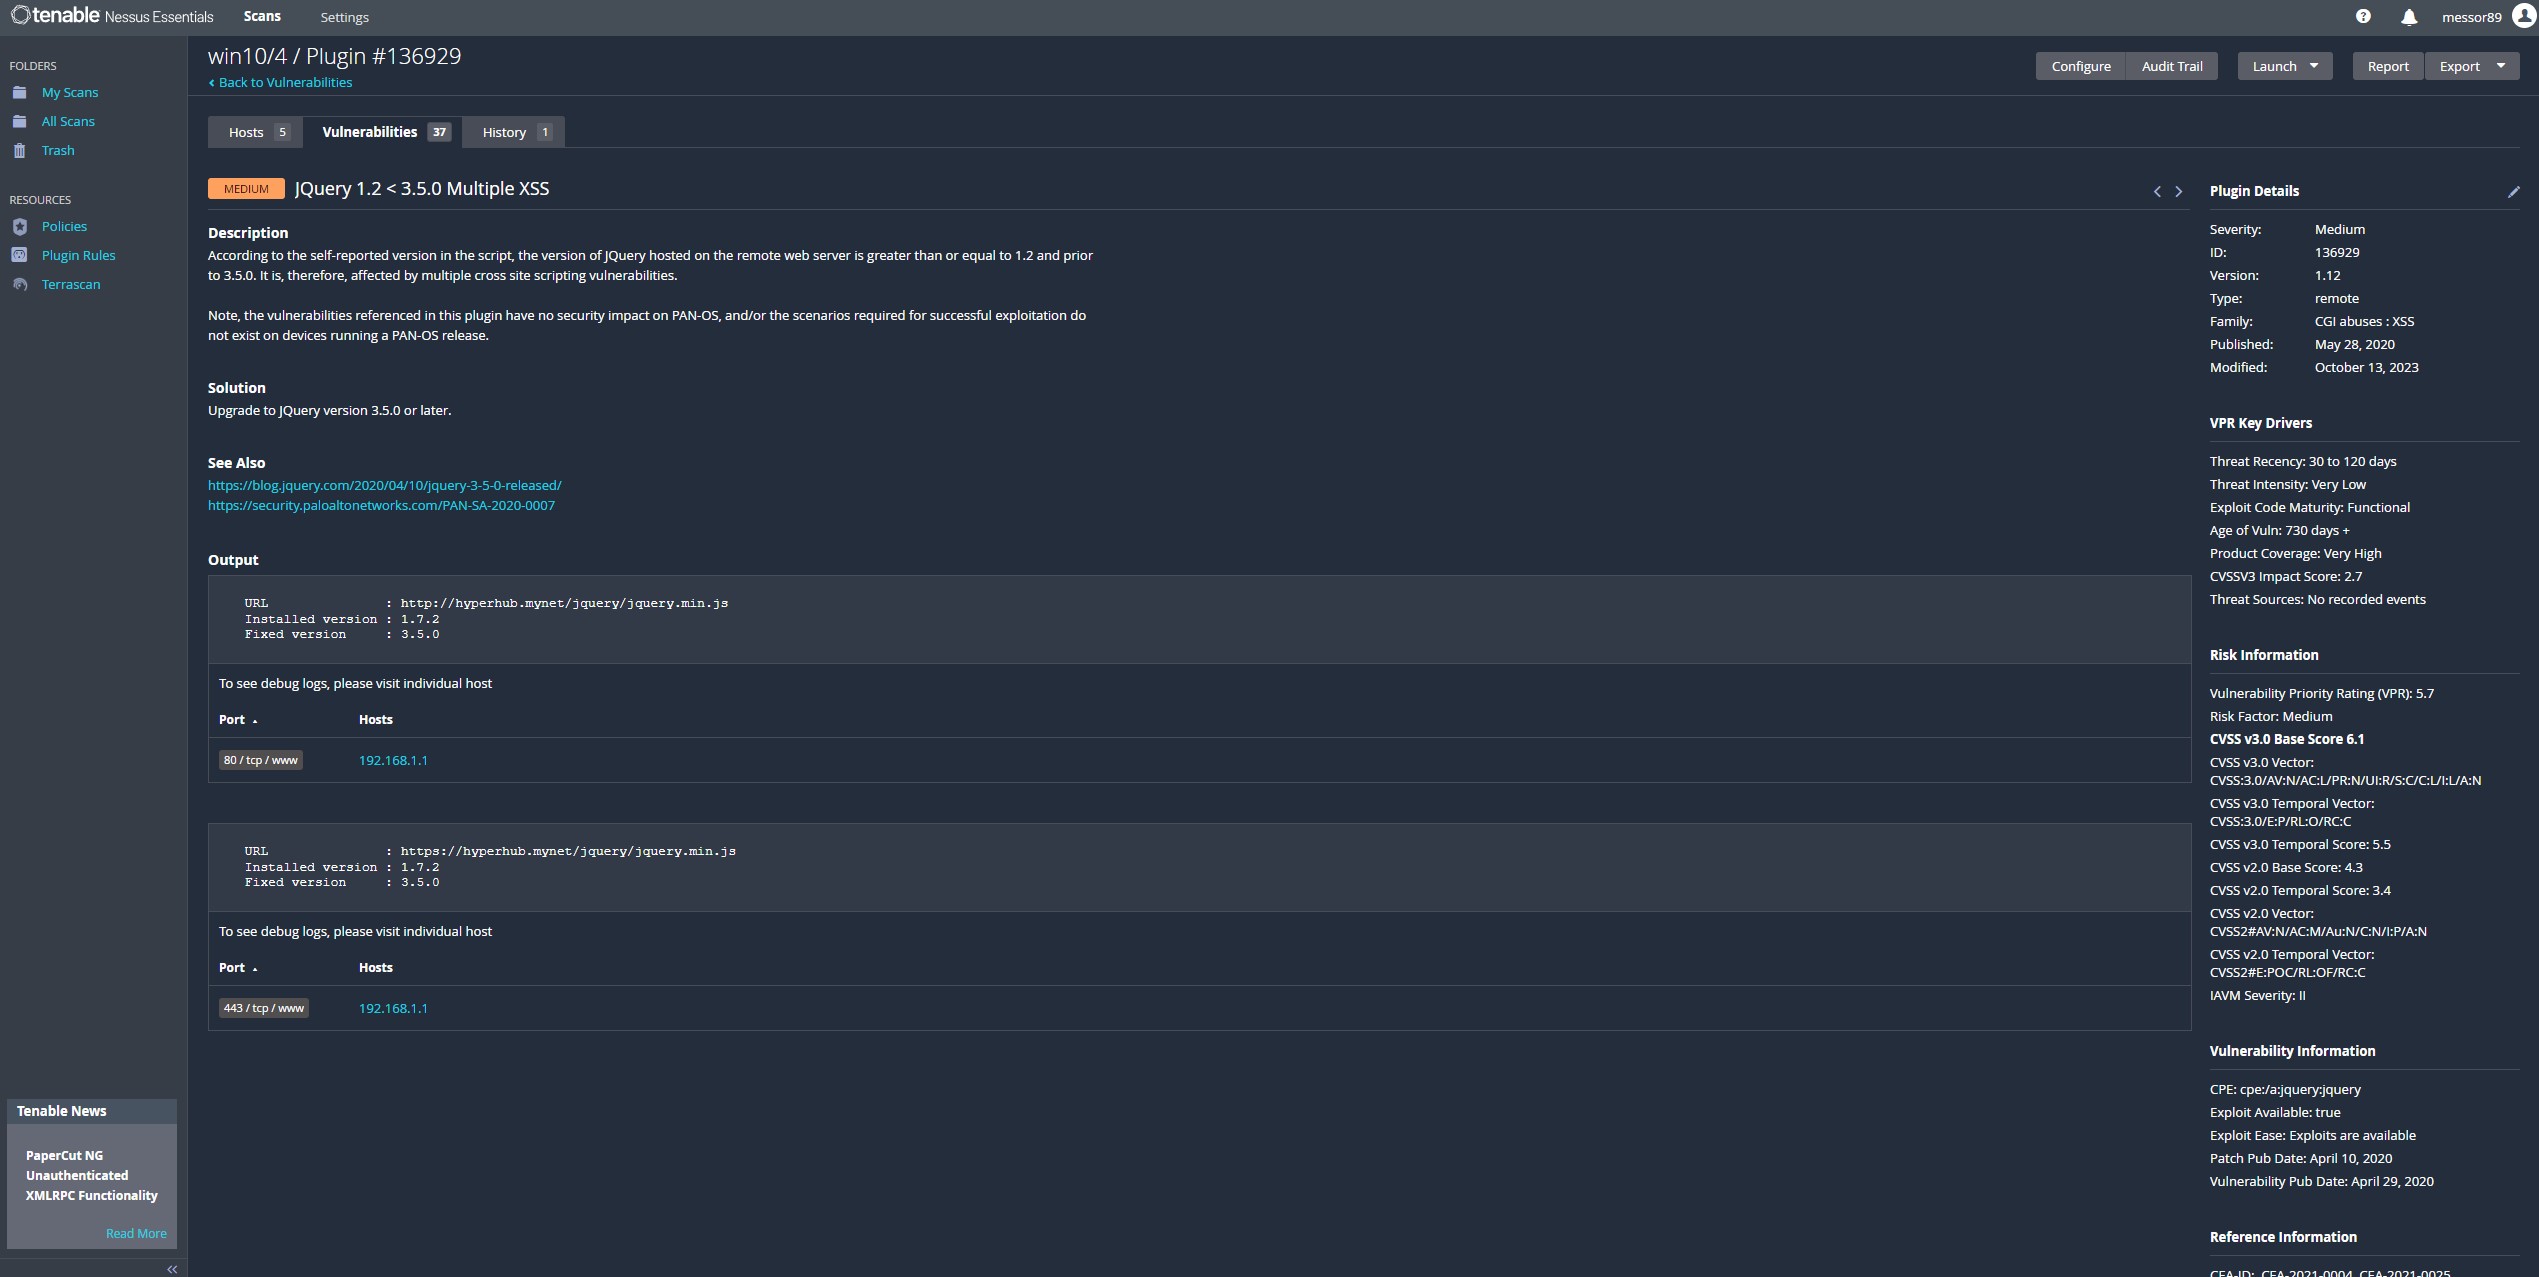 tenable Nessus Essentials
Scans
Settings
messor89
FOLDERS
My Scans
All Scans
Trash
RESOURCES
Policies
Plugin Rules
Terrascan
Tenable News
PaperCut NG
Unauthenticated
XMLRPC Functionality
Read More
win10/4 / Plugin #136929
‹ Back to Vulnerabilities
Configure
Audit Trail
Launch
Report
Export
Hosts 5
Vulnerabilities 37
History 1
MEDIUM JQuery 1.2 < 3.5.0 Multiple XSS
Description
According to the self-reported version in the script, the version of JQuery hosted on the remote web server is greater than or equal to 1.2 and prior
to 3.5.0. It is, therefore, affected by multiple cross site scripting vulnerabilities.
Note, the vulnerabilities referenced in this plugin have no security impact on PAN-OS, and/or the scenarios required for successful exploitation do
not exist on devices running a PAN-OS release.
Solution
Upgrade to JQuery version 3.5.0 or later.
See Also
https://blog.jquery.com/2020/04/10/jquery-3-5-0-released/
https://security.paloaltonetworks.com/PAN-SA-2020-0007
Output
URL : http://hyperhub.mynet/jquery/jquery.min.js
Installed version : 1.7.2
Fixed version : 3.5.0
To see debug logs, please visit individual host
Port Hosts
80 / tcp / www 192.168.1.1
URL : https://hyperhub.mynet/jquery/jquery.min.js
Installed version : 1.7.2
Fixed version : 3.5.0
To see debug logs, please visit individual host
Port Hosts
443 / tcp / www 192.168.1.1
Plugin Details
Severity: Medium
ID: 136929
Version: 1.12
Type: remote
Family: CGI abuses : XSS
Published: May 28, 2020
Modified: October 13, 2023
VPR Key Drivers
Threat Recency: 30 to 120 days
Threat Intensity: Very Low
Exploit Code Maturity: Functional
Age of Vuln: 730 days +
Product Coverage: Very High
CVSSV3 Impact Score: 2.7
Threat Sources: No recorded events
Risk Information
Vulnerability Priority Rating (VPR): 5.7
Risk Factor: Medium
CVSS v3.0 Base Score 6.1
CVSS v3.0 Vector:
CVSS:3.0/AV:N/AC:L/PR:N/UI:R/S:C/C:L/I:L/A:N
CVSS v3.0 Temporal Vector:
CVSS:3.0/E:P/RL:O/RC:C
CVSS v3.0 Temporal Score: 5.5
CVSS v2.0 Base Score: 4.3
CVSS v2.0 Temporal Score: 3.4
CVSS v2.0 Vector:
CVSS2#AV:N/AC:M/Au:N/C:N/I:P/A:N
CVSS v2.0 Temporal Vector:
CVSS2#E:POC/RL:OF/RC:C
IAVM Severity: II
Vulnerability Information
CPE: cpe:/a:jquery:jquery
Exploit Available: true
Exploit Ease: Exploits are available
Patch Pub Date: April 10, 2020
Vulnerability Pub Date: April 29, 2020
Reference Information
CEA-ID: CEA-2021-0004, CEA-2021-0025